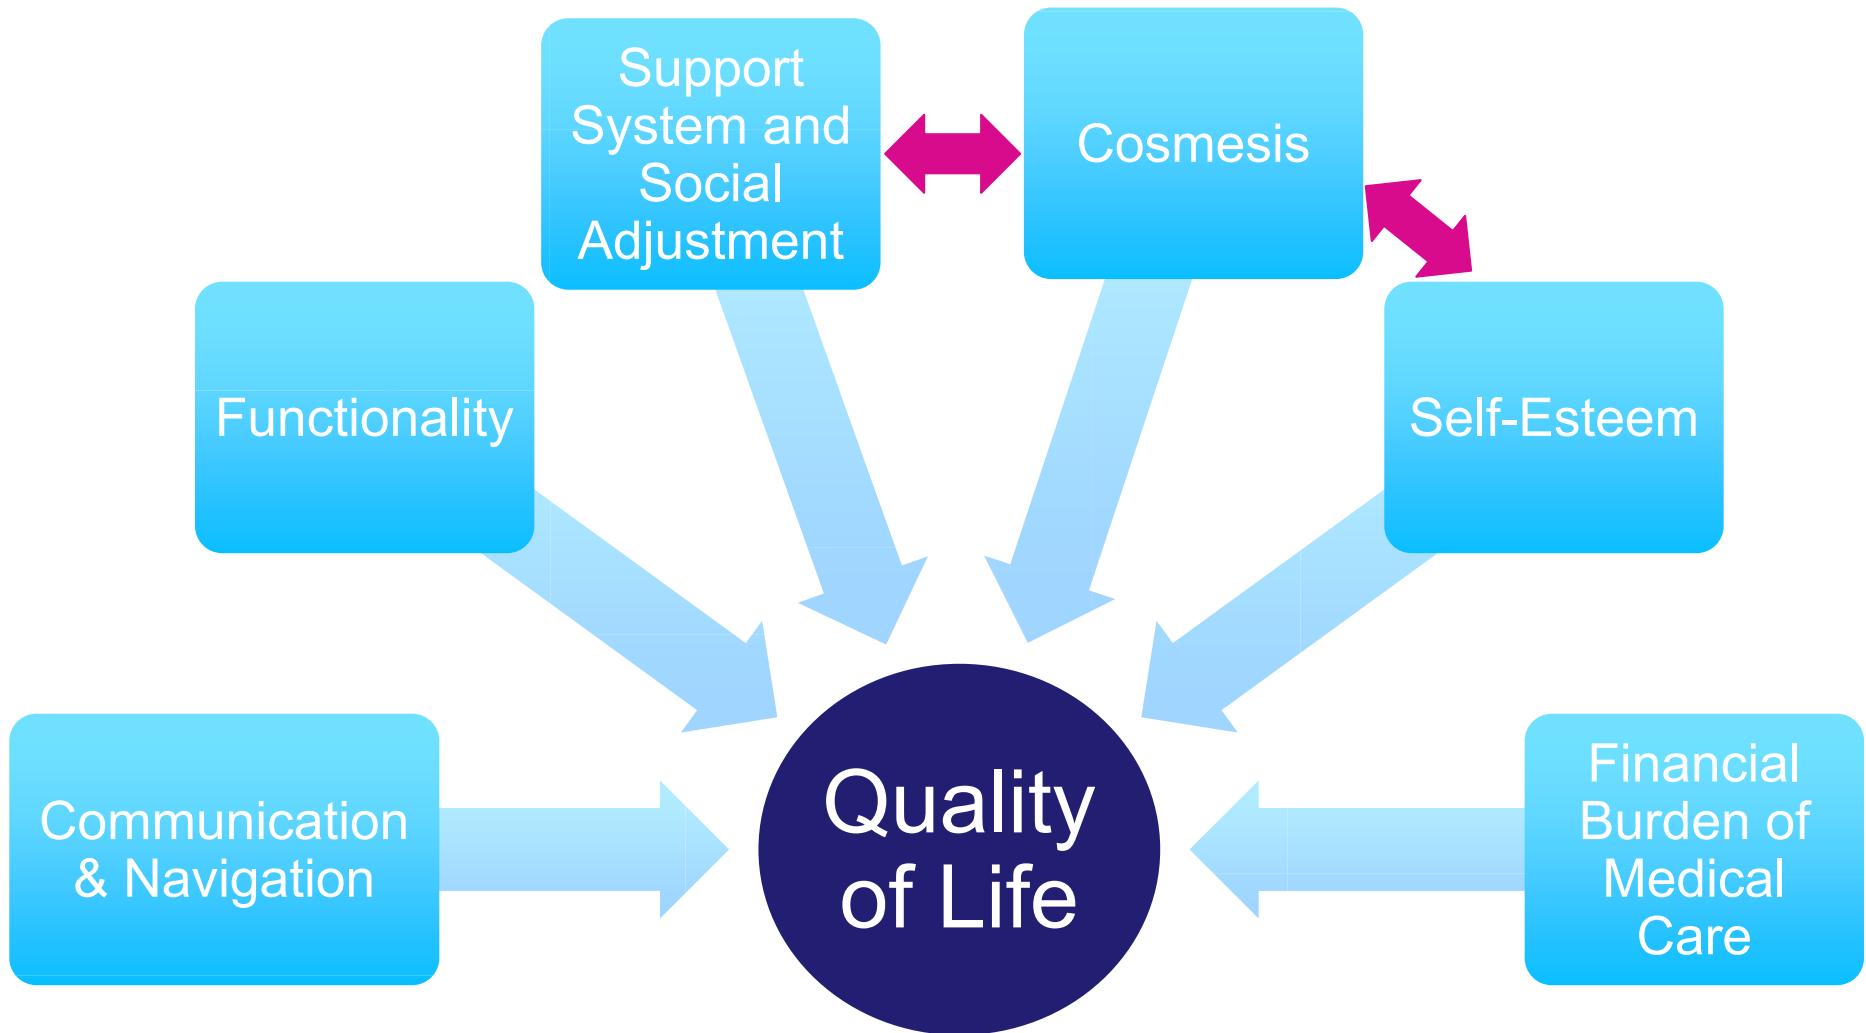 Support
System and
Social
Adjustment
Cosmesis
Functionality
Self-Esteem
Communication
& Navigation
Quality
of Life
Financial
Burden of
Medical
Care